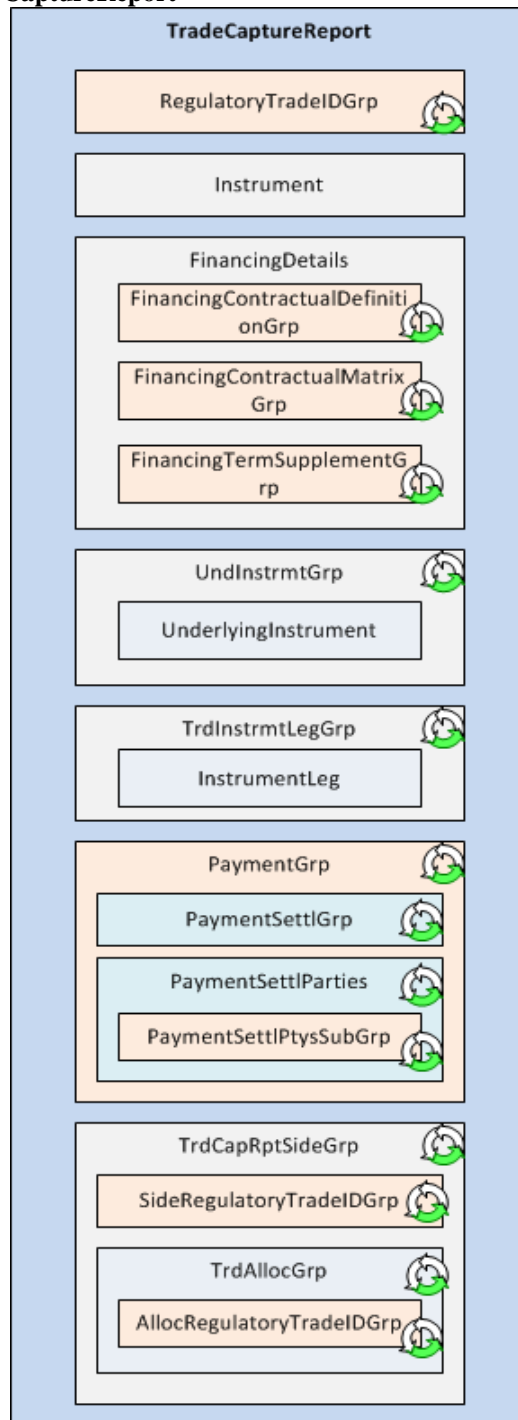 CaptureReport
TradeCaptureReport
RegulatoryTradeIDGrp
Instrument
FinancingDetails
FinancingContractualDefiniti
onGrp
FinancingContractualMatrix
Grp
FinancingTermSupplementG
rp
UndInstrmtGrp
UnderlyingInstrument
TrdInstrmtLegGrp
InstrumentLeg
PaymentGrp
PaymentSettlGrp
PaymentSettlParties
PaymentSettlPtysSubGrp
TrdCapRptSideGrp
SideRegulatoryTradeIDGrp
TrdAllocGrp
AllocRegulatoryTradeIDGrp